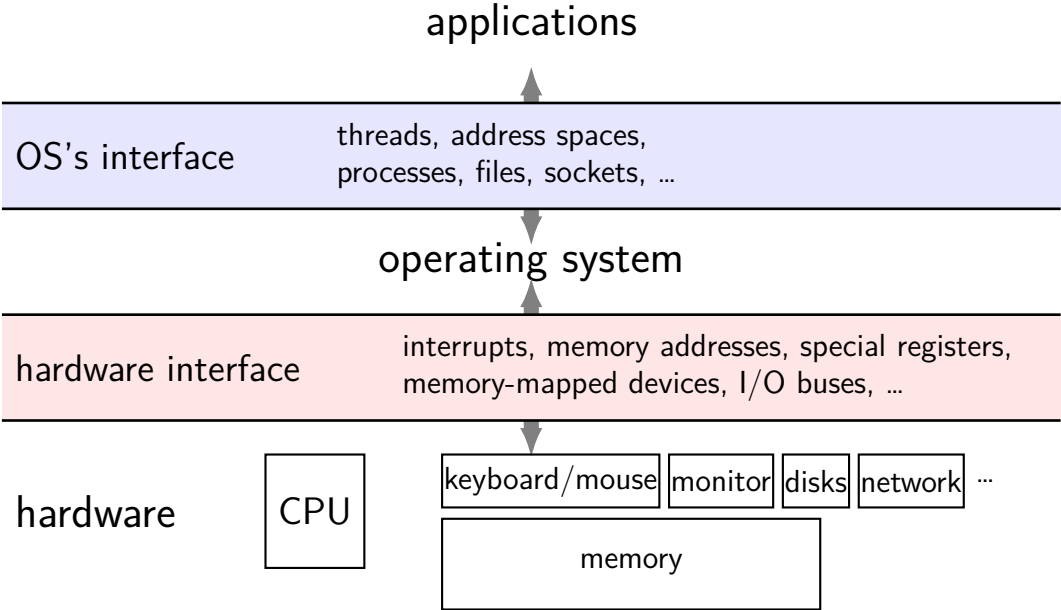 applications
OS's interface
threads, address spaces,
processes, files, sockets, …
operating system
hardware interface
interrupts, memory addresses, special registers,
memory-mapped devices, I/O buses, …
hardware
CPU
keyboard/mouse
monitor
disks
network
…
memory